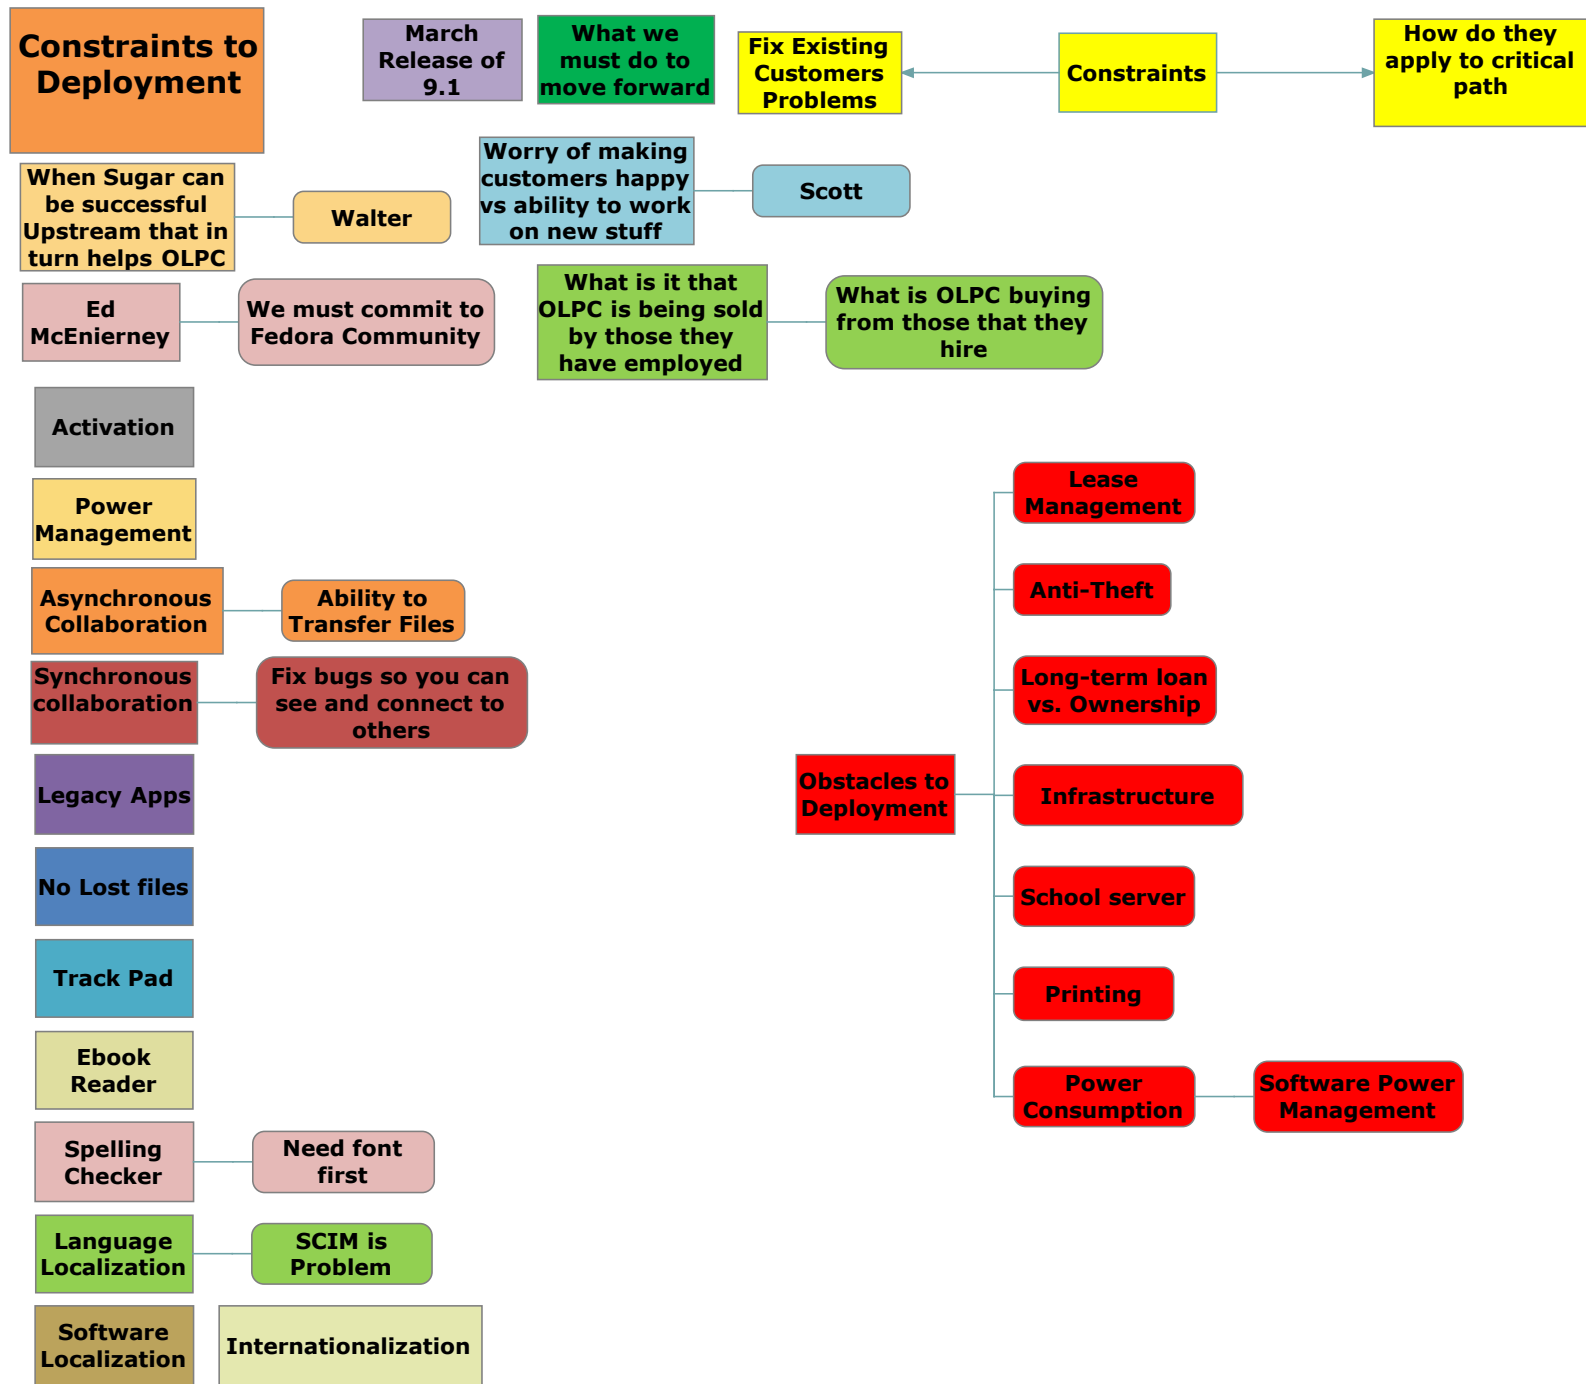 Constraints to
Deployment
March
Release of
9.1
What we
must do to
move forward
Fix Existing
Customers
Problems
Constraints
How do they
apply to critical
path
When Sugar can
be successful
Upstream that in
turn helps OLPC
Walter
Worry of making
customers happy
vs ability to work
on new stuff
Scott
Ed
McEnierney
We must commit to
Fedora Community
What is it that
OLPC is being sold
by those they
have employed
What is OLPC buying
from those that they
hire
Activation
Power
Management
Asynchronous
Collaboration
Ability to
Transfer Files
Synchronous
collaboration
Fix bugs so you can
see and connect to
others
Legacy Apps
No Lost files
Track Pad
Ebook
Reader
Spelling
Checker
Need font
first
Language
Localization
SCIM is
Problem
Software
Localization
Internationalization
Obstacles to
Deployment
Lease
Management
Anti-Theft
Long-term loan
vs. Ownership
Infrastructure
School server
Printing
Power
Consumption
Software Power
Management